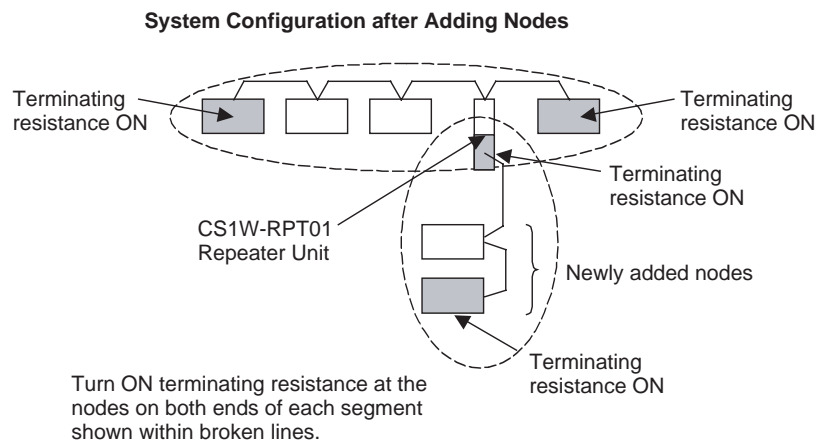 System Configuration after Adding Nodes
Terminating
resistance ON
Terminating
resistance ON
Terminating
resistance ON
CS1W-RPT01
Repeater Unit
Newly added nodes
Terminating
resistance ON
Turn ON terminating resistance at the
nodes on both ends of each segment
shown within broken lines.